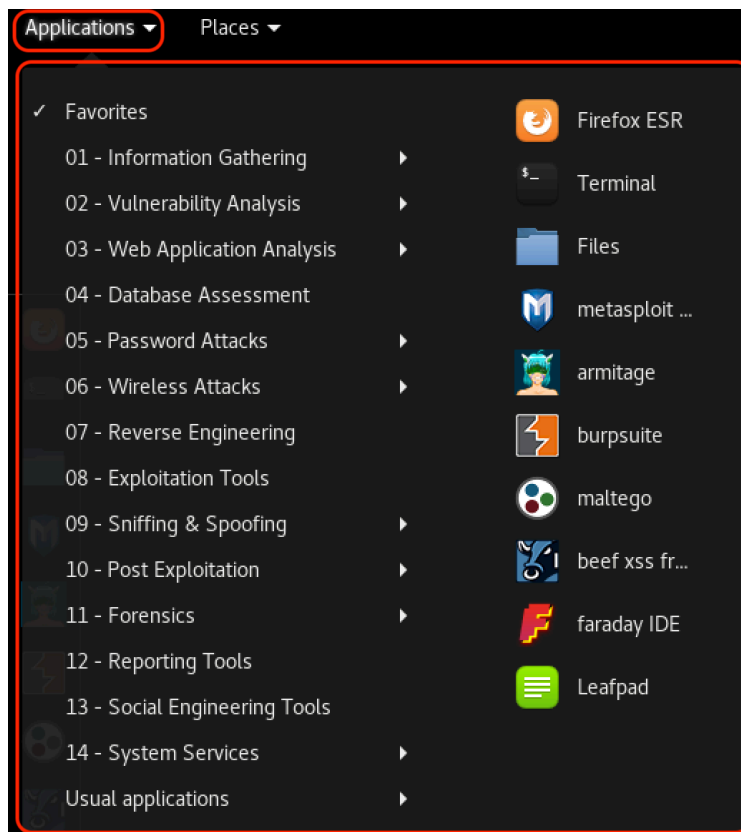 Applications Places
Favorites
01 - Information Gathering
02 - Vulnerability Analysis
03 - Web Application Analysis
04 - Database Assessment
05 - Password Attacks
06 - Wireless Attacks
07 - Reverse Engineering
08 - Exploitation Tools
09 - Sniffing & Spoofing
10 - Post Exploitation
11 - Forensics
12 - Reporting Tools
13 - Social Engineering Tools
14 - System Services
Usual applications
Firefox ESR
$_
Terminal
Files
metasploit ...
armitage
burpsuite
maltego
beef xss fr...
faraday IDE
Leafpad